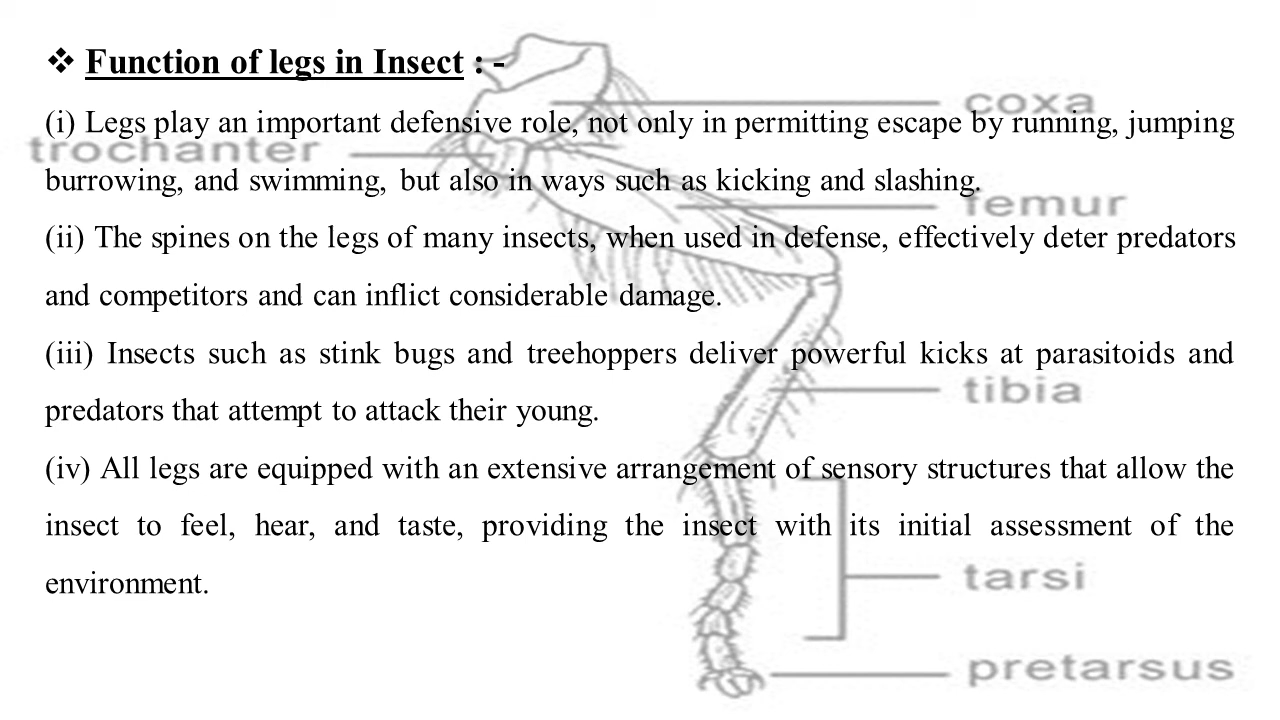 ❖ Function of legs in Insect : -
coxa
(i) Legs play an important defensive role, not only in permitting escape by running, jumping
trochanter
burrowing, and swimming, but also in ways such as kicking and slashing.
femur
(ii) The spines on the legs of many insects, when used in defense, effectively deter predators
and competitors and can inflict considerable damage.
(iii) Insects such as stink bugs and treehoppers deliver powerful kicks at parasitoids and
tibia
predators that attempt to attack their young.
(iv) All legs are equipped with an extensive arrangement of sensory structures that allow the
insect to feel, hear, and taste, providing the insect with its initial assessment of the
environment.
tarsi
pretarsus